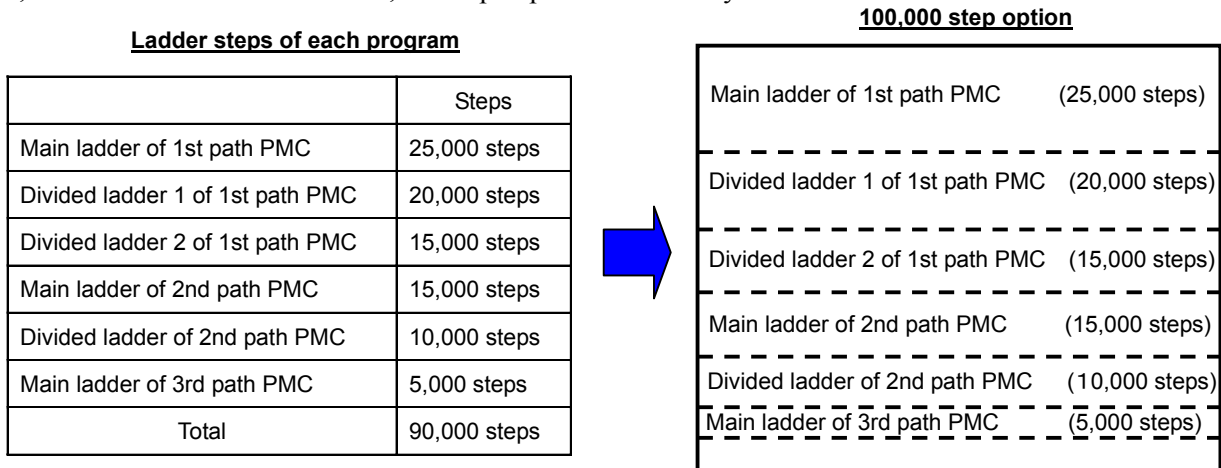 100,000 step option
Ladder steps of each program
Steps
Main ladder of 1st path PMC 25,000 steps
Divided ladder 1 of 1st path PMC 20,000 steps
Divided ladder 2 of 1st path PMC 15,000 steps
Main ladder of 2nd path PMC 15,000 steps
Divided ladder of 2nd path PMC 10,000 steps
Main ladder of 3rd path PMC 5,000 steps
Total 90,000 steps
Main ladder of 1st path PMC (25,000 steps)
Divided ladder 1 of 1st path PMC (20,000 steps)
Divided ladder 2 of 1st path PMC (15,000 steps)
Main ladder of 2nd path PMC (15,000 steps)
Divided ladder of 2nd path PMC (10,000 steps)
Main ladder of 3rd path PMC (5,000 steps)